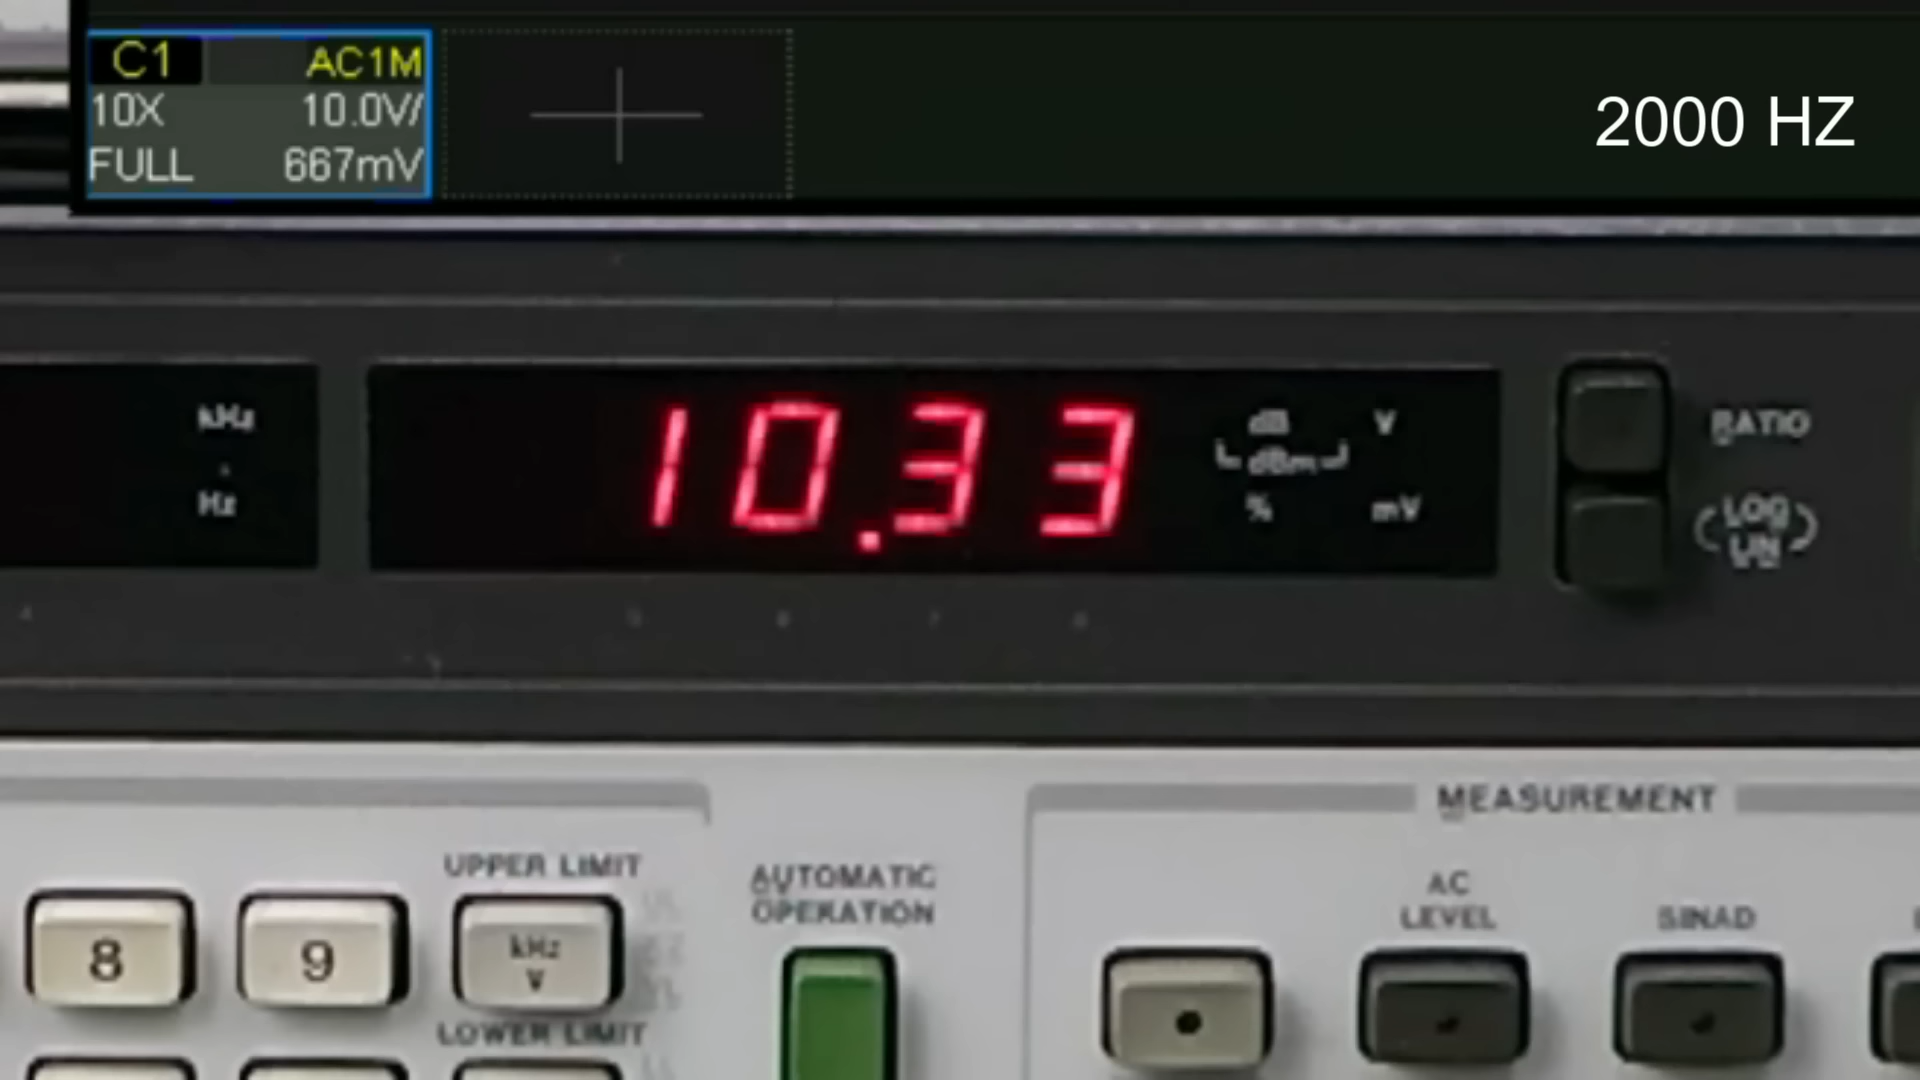 C1 AC1M
10X 10.0V/
FULL 667mV
2000 HZ
kHz
Hz
10.33
dB V
dBm
% mV
RATIO
LOG
LIN
MEASUREMENT
UPPER LIMIT
AUTOMATIC
OPERATION
AC
LEVEL
SINAD
8
9
kHz
V
LOWER LIMIT